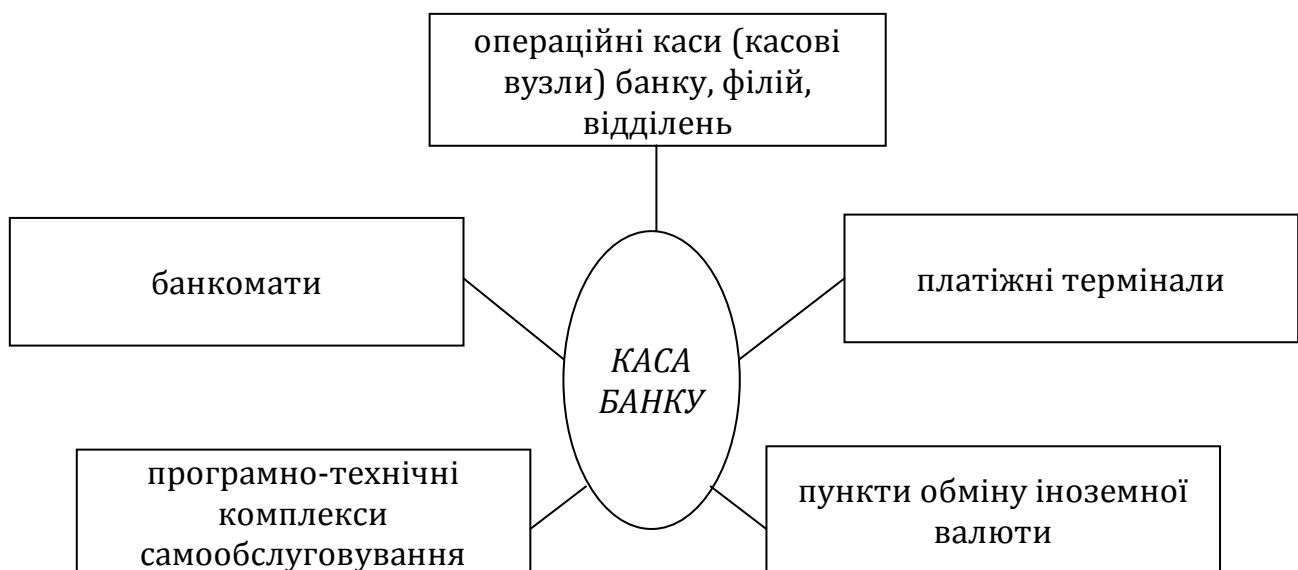 операційні каси (касові
вузли) банку, філій,
відділень
банкомати
платіжні термінали
КАСА
БАНКУ
програмно-технічні
комплекси
самообслуговування
пункти обміну іноземної
валюти